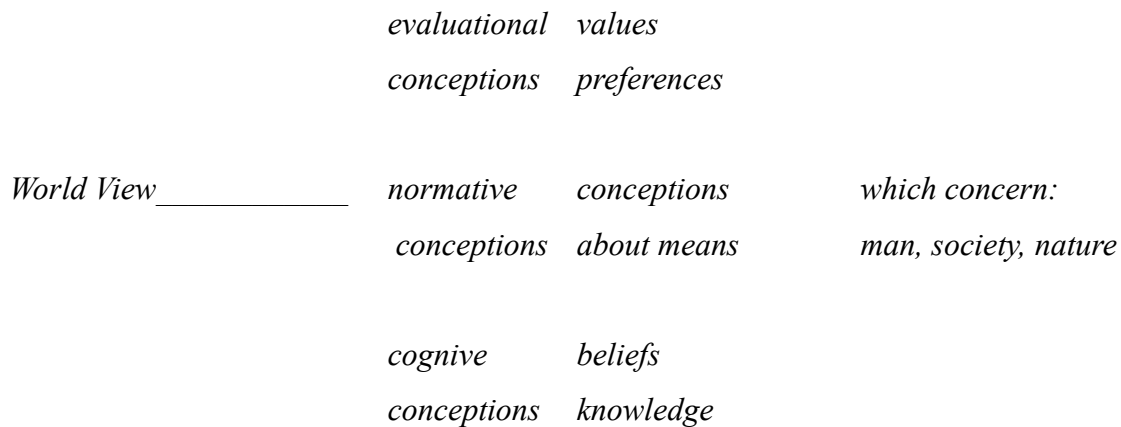 evaluational values
conceptions preferences
World View____________ normative conceptions which concern:
conceptions about means man, society, nature
cognive beliefs
conceptions knowledge